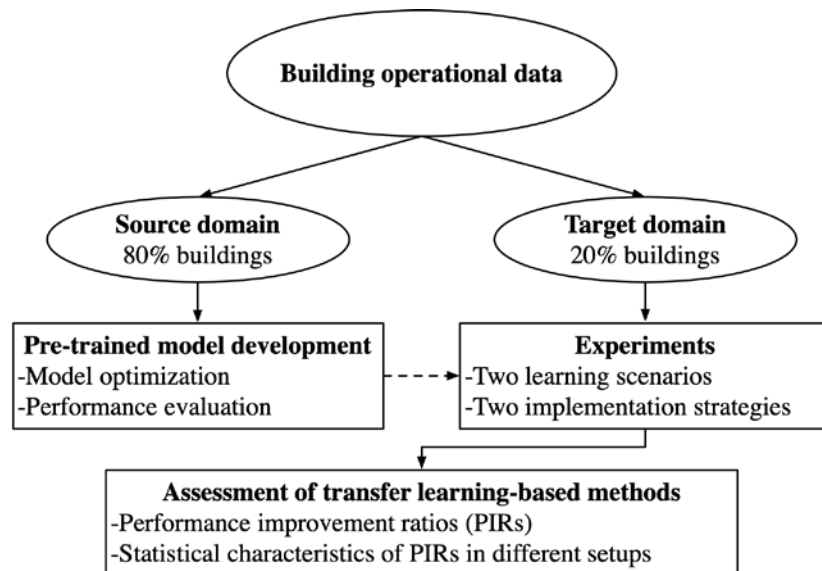 Building operational data
Source domain
80% buildings
Target domain
20% buildings
Pre-trained model development
-Model optimization
-Performance evaluation
Experiments
-Two learning scenarios
-Two implementation strategies
Assessment of transfer learning-based methods
-Performance improvement ratios (PIRs)
-Statistical characteristics of PIRs in different setups